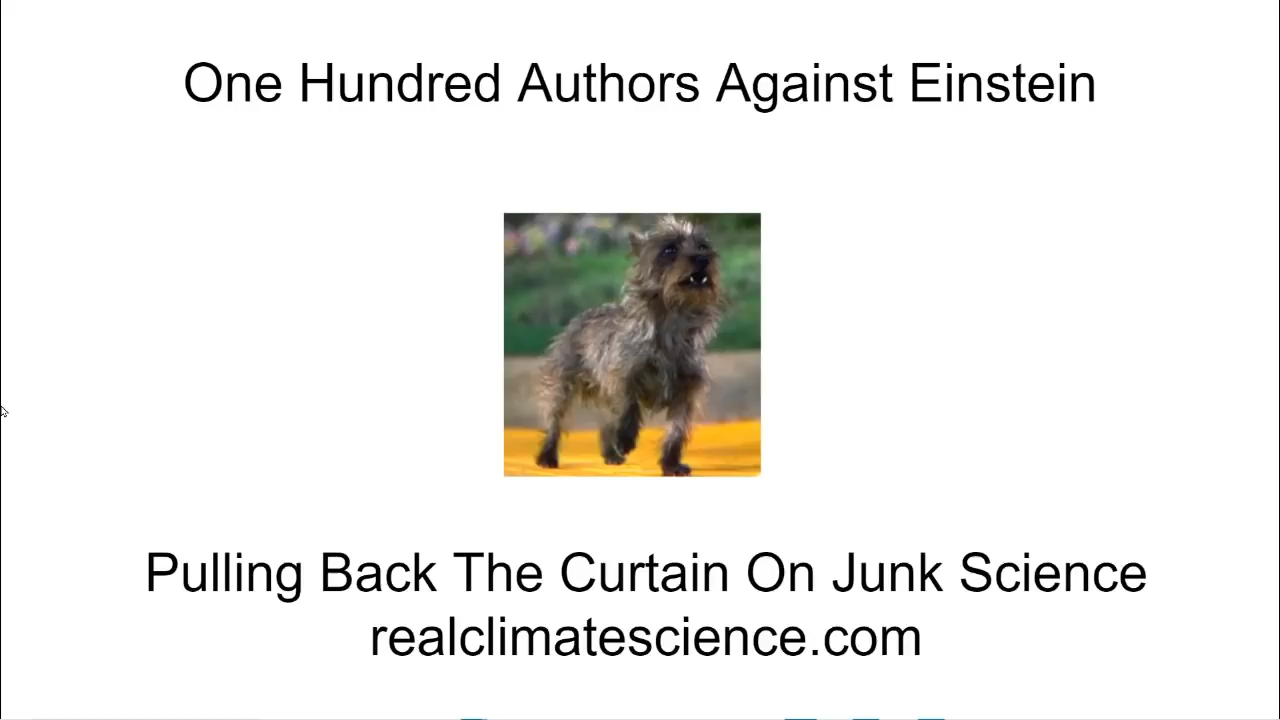 One Hundred Authors Against Einstein
Pulling Back The Curtain On Junk Science
realclimatescience.com